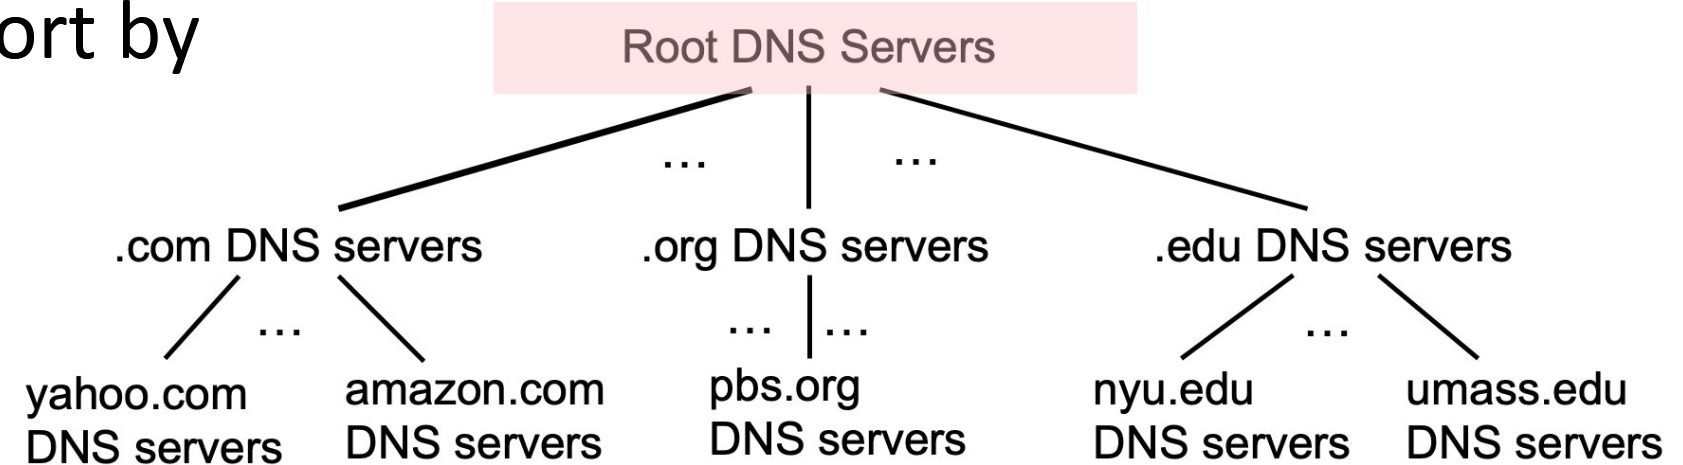 ort by
Root DNS Servers
... ...
.com DNS servers
.org DNS servers
.edu DNS servers
...
... ...
...
yahoo.com
DNS servers
amazon.com
DNS servers
pbs.org
DNS servers
nyu.edu
DNS servers
umass.edu
DNS servers